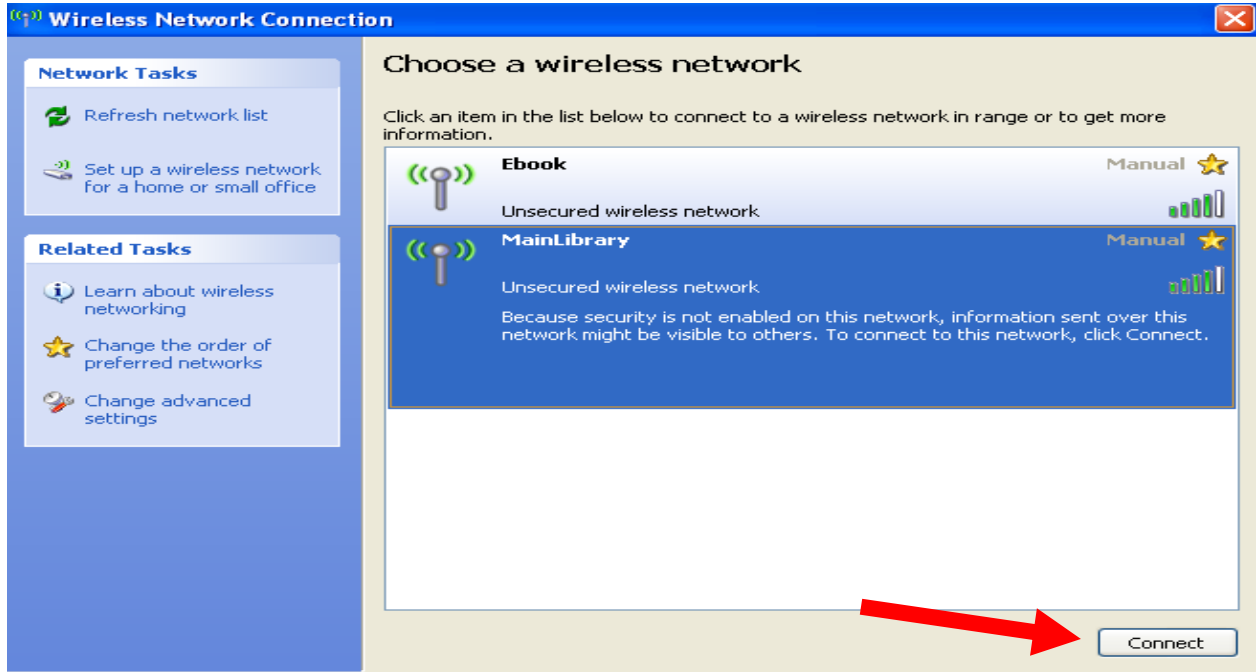 Wireless Network Connection
Network Tasks
Refresh network list
Set up a wireless network
for a home or small office
Related Tasks
Learn about wireless
networking
Change the order of
preferred networks
Change advanced
settings
Choose a wireless network
Click an item in the list below to connect to a wireless network in range or to get more
information.
Ebook
Manual
Unsecured wireless network
MainLibrary
Manual
Unsecured wireless network
Because security is not enabled on this network, information sent over this
network might be visible to others. To connect to this network, click Connect.
Connect